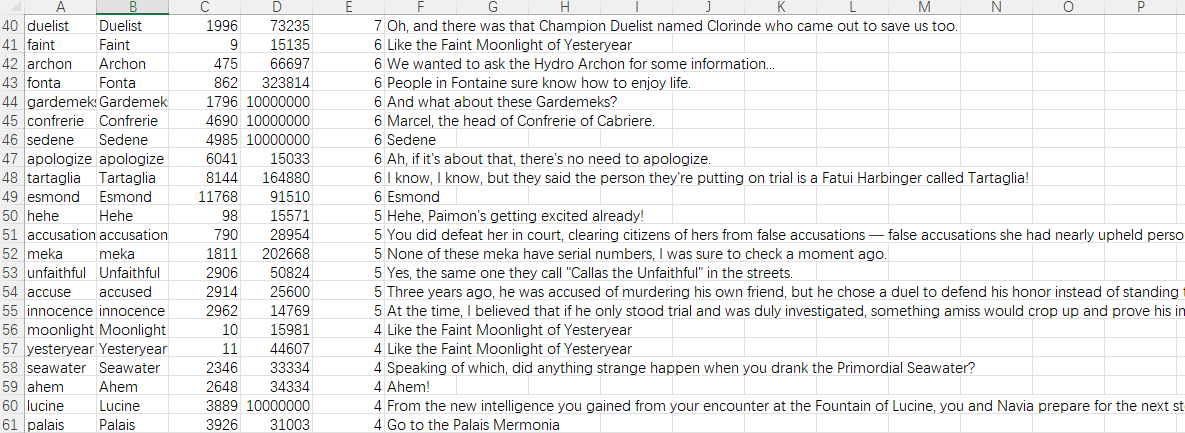 A B C D E F G H I J K L M N O P
40 duelist Duelist 1996 73235 7 Oh, and there was that Champion Duelist named Clorinde who came out to save us too.
41 faint Faint 9 15135 6 Like the Faint Moonlight of Yesteryear
42 archon Archon 475 66697 6 We wanted to ask the Hydro Archon for some information...
43 fonta Fonta 862 323814 6 People in Fontaine sure know how to enjoy life.
44 gardemek Gardemek 1796 10000000 6 And what about these Gardemeks?
45 confrerie Confrerie 4690 10000000 6 Marcel, the head of Confrerie of Cabriere.
46 sedene Sedene 4985 10000000 6 Sedene
47 apologize apologize 6041 15033 6 Ah, if it's about that, there's no need to apologize.
48 tartaglia Tartaglia 8144 164880 6 I know, I know, but they said the person they're putting on trial is a Fatui Harbinger called Tartaglia!
49 esmond Esmond 11768 91510 6 Esmond
50 hehe Hehe 98 15571 5 Hehe, Paimon's getting excited already!
51 accusation accusation 790 28954 5 You did defeat her in court, clearing citizens of hers from false accusations — false accusations she had nearly upheld perso
52 meka meka 1811 202668 5 None of these meka have serial numbers, I was sure to check a moment ago.
53 unfaithful Unfaithful 2906 50824 5 Yes, the same one they call "Callas the Unfaithful" in the streets.
54 accuse accused 2914 25600 5 Three years ago, he was accused of murdering his own friend, but he chose a duel to defend his honor instead of standing
55 innocence innocence 2962 14769 5 At the time, I believed that if he only stood trial and was duly investigated, something amiss would crop up and prove his in
56 moonlight Moonlight 10 15981 4 Like the Faint Moonlight of Yesteryear
57 yesteryear Yesteryear 11 44607 4 Like the Faint Moonlight of Yesteryear
58 seawater Seawater 2346 33334 4 Speaking of which, did anything strange happen when you drank the Primordial Seawater?
59 ahem Ahem 2648 34334 4 Ahem!
60 lucine Lucine 3889 10000000 4 From the new intelligence you gained from your encounter at the Fountain of Lucine, you and Navia prepare for the next st
61 palais Palais 3926 31003 4 Go to the Palais Mermonia